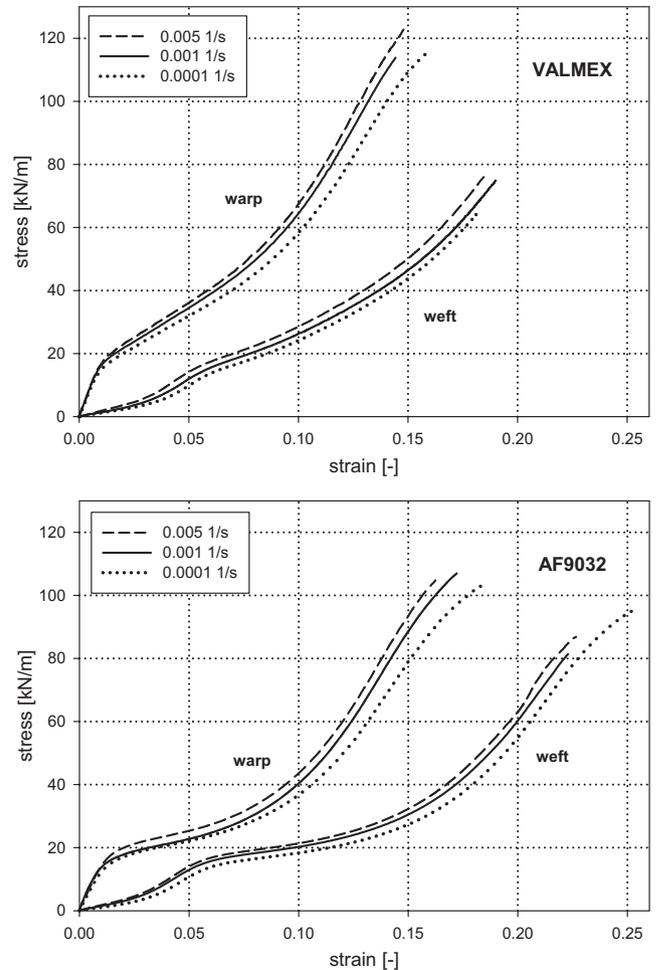 120
100
80
60
40
20
0
stress [kN/m]
0.005 1/s
0.001 1/s
0.0001 1/s
VALMEX
warp
weft
0.00 0.05 0.10 0.15 0.20 0.25
strain [-]
120
100
80
60
40
20
0
stress [kN/m]
0.005 1/s
0.001 1/s
0.0001 1/s
AF9032
warp
weft
0.00 0.05 0.10 0.15 0.20 0.25
strain [-]